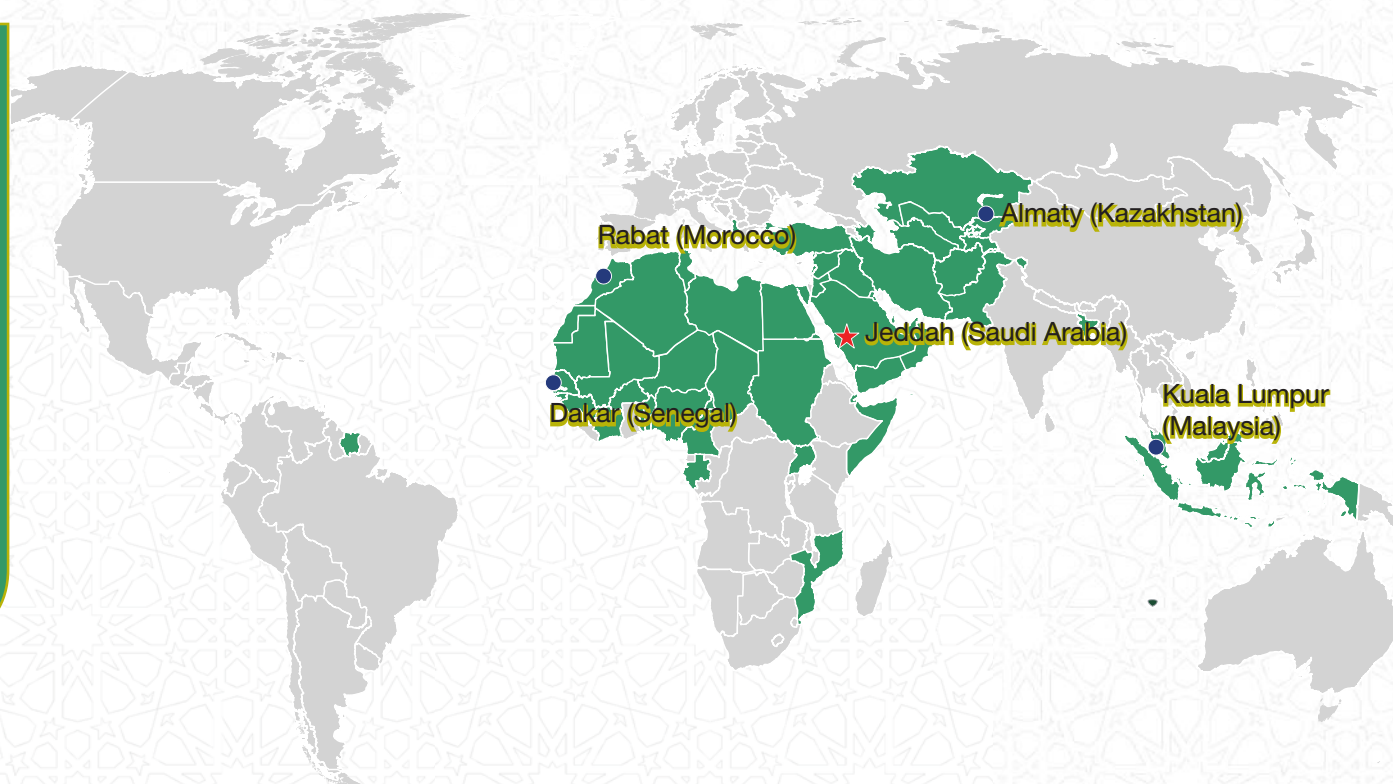 Almaty (Kazakhstan)
Rabat (Morocco)
Jeddah (Saudi Arabia)
Dakar (Senegal)
Kuala Lumpur
(Malaysia)